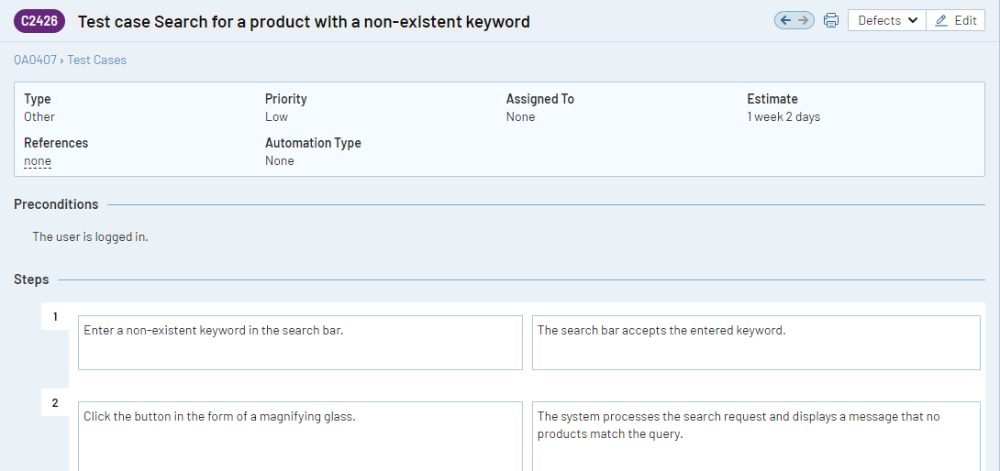 C2426 Test case Search for a product with a non-existent keyword Defects Edit
QA0407 › Test Cases
Type Priority Assigned To Estimate
Other Low None 1 week 2 days
References Automation Type
none None
Preconditions
The user is logged in.
Steps
1
Enter a non-existent keyword in the search bar. The search bar accepts the entered keyword.
2
Click the button in the form of a magnifying glass. The system processes the search request and displays a message that no
products match the query.